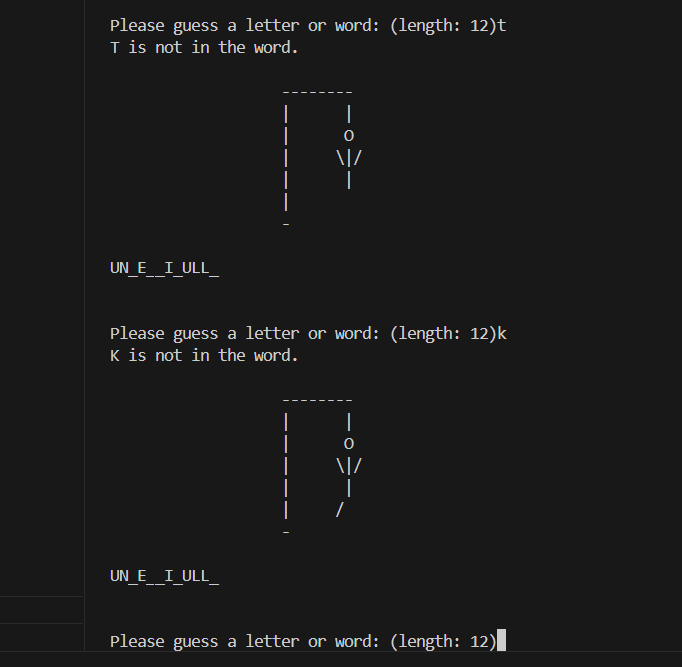 Please guess a letter or word: (length: 12)t
T is not in the word.
--------
|      |
|      O
|     \|/
|      |
|
-
UN_E__I_ULL_
Please guess a letter or word: (length: 12)k
K is not in the word.
--------
|      |
|      O
|     \|/
|      |
|     /
-
UN_E__I_ULL_
Please guess a letter or word: (length: 12)